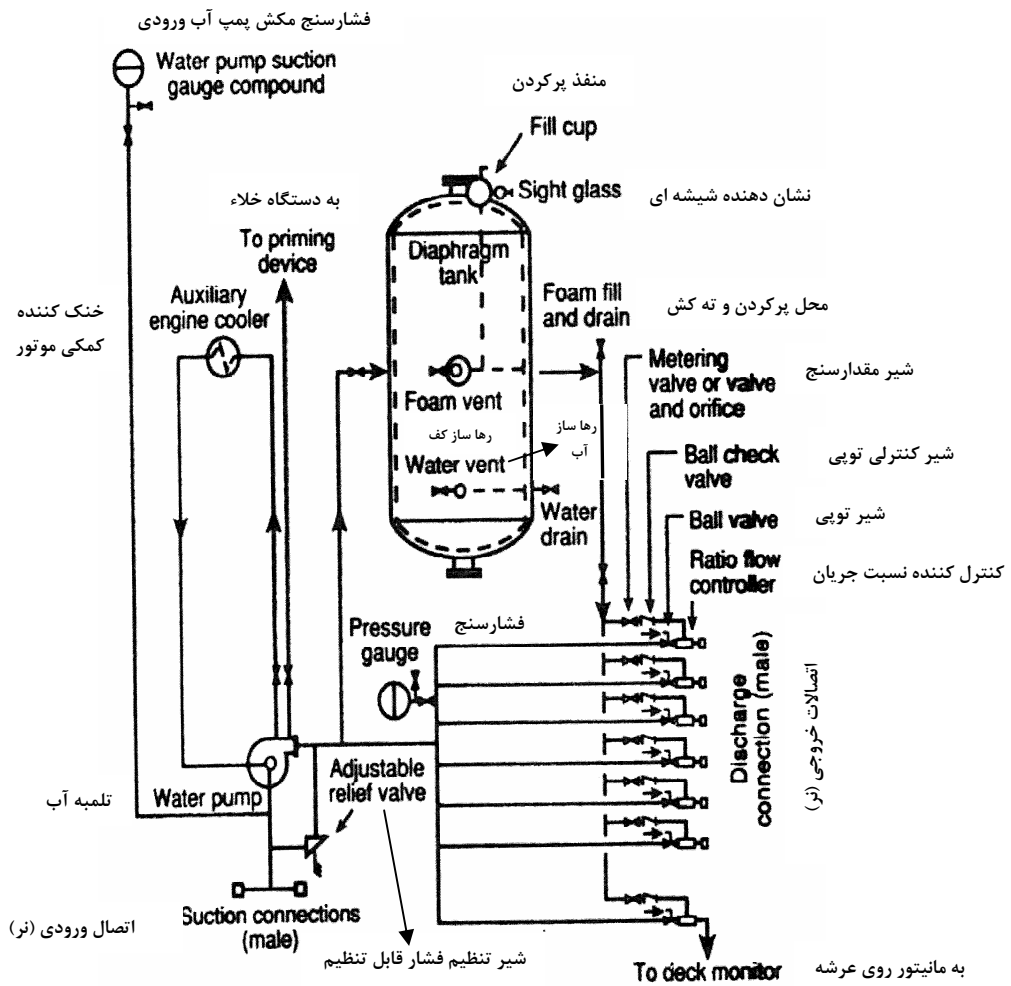 فشارسنج مکش پمپ آب ورودی
Water pump suction
gauge compound
منفذ پرکردن
Fill cup
Sight glass
نشان دهنده شیشه ای
به دستگاه خلاء
To priming
device
Diaphragm
tank
Foam fill
and drain
محل پرکردن و ته کش
خنک کننده
کمکی موتور
Auxiliary
engine cooler
Metering
valve or valve
and orifice
شیر مقدارسنج
Foam vent
رها ساز کف
رها ساز
آب
Water vent
Ball check
valve
شیر کنترلی توپی
Water
drain
Ball valve
شیر توپی
Ratio flow
controller
کنترل کننده نسبت جریان
فشارسنج
Pressure
gauge
Discharge
connection (male)
اتصالات خروجی (نر)
Water pump
تلمبه آب
Adjustable
relief valve
Suction connections
(male)
اتصال ورودی (نر)
شیر تنظیم فشار قابل تنظیم
To deck monitor
به مانیتور روی عرشه